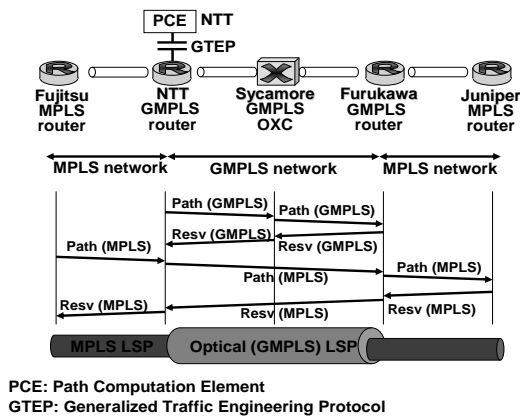 PCE NTT
GTEP
Fujitsu
MPLS
router
NTT
GMPLS
router
Sycamore
GMPLS
OXC
Furukawa
GMPLS
router
Juniper
MPLS
router
MPLS network
GMPLS network
MPLS network
Path (GMPLS)
Path (GMPLS)
Resv (GMPLS)
Resv (GMPLS)
Path (MPLS)
Path (MPLS)
Path (MPLS)
Resv (MPLS)
Resv (MPLS)
Resv (MPLS)
MPLS LSP
Optical (GMPLS) LSP
PCE: Path Computation Element
GTEP: Generalized Traffic Engineering Protocol